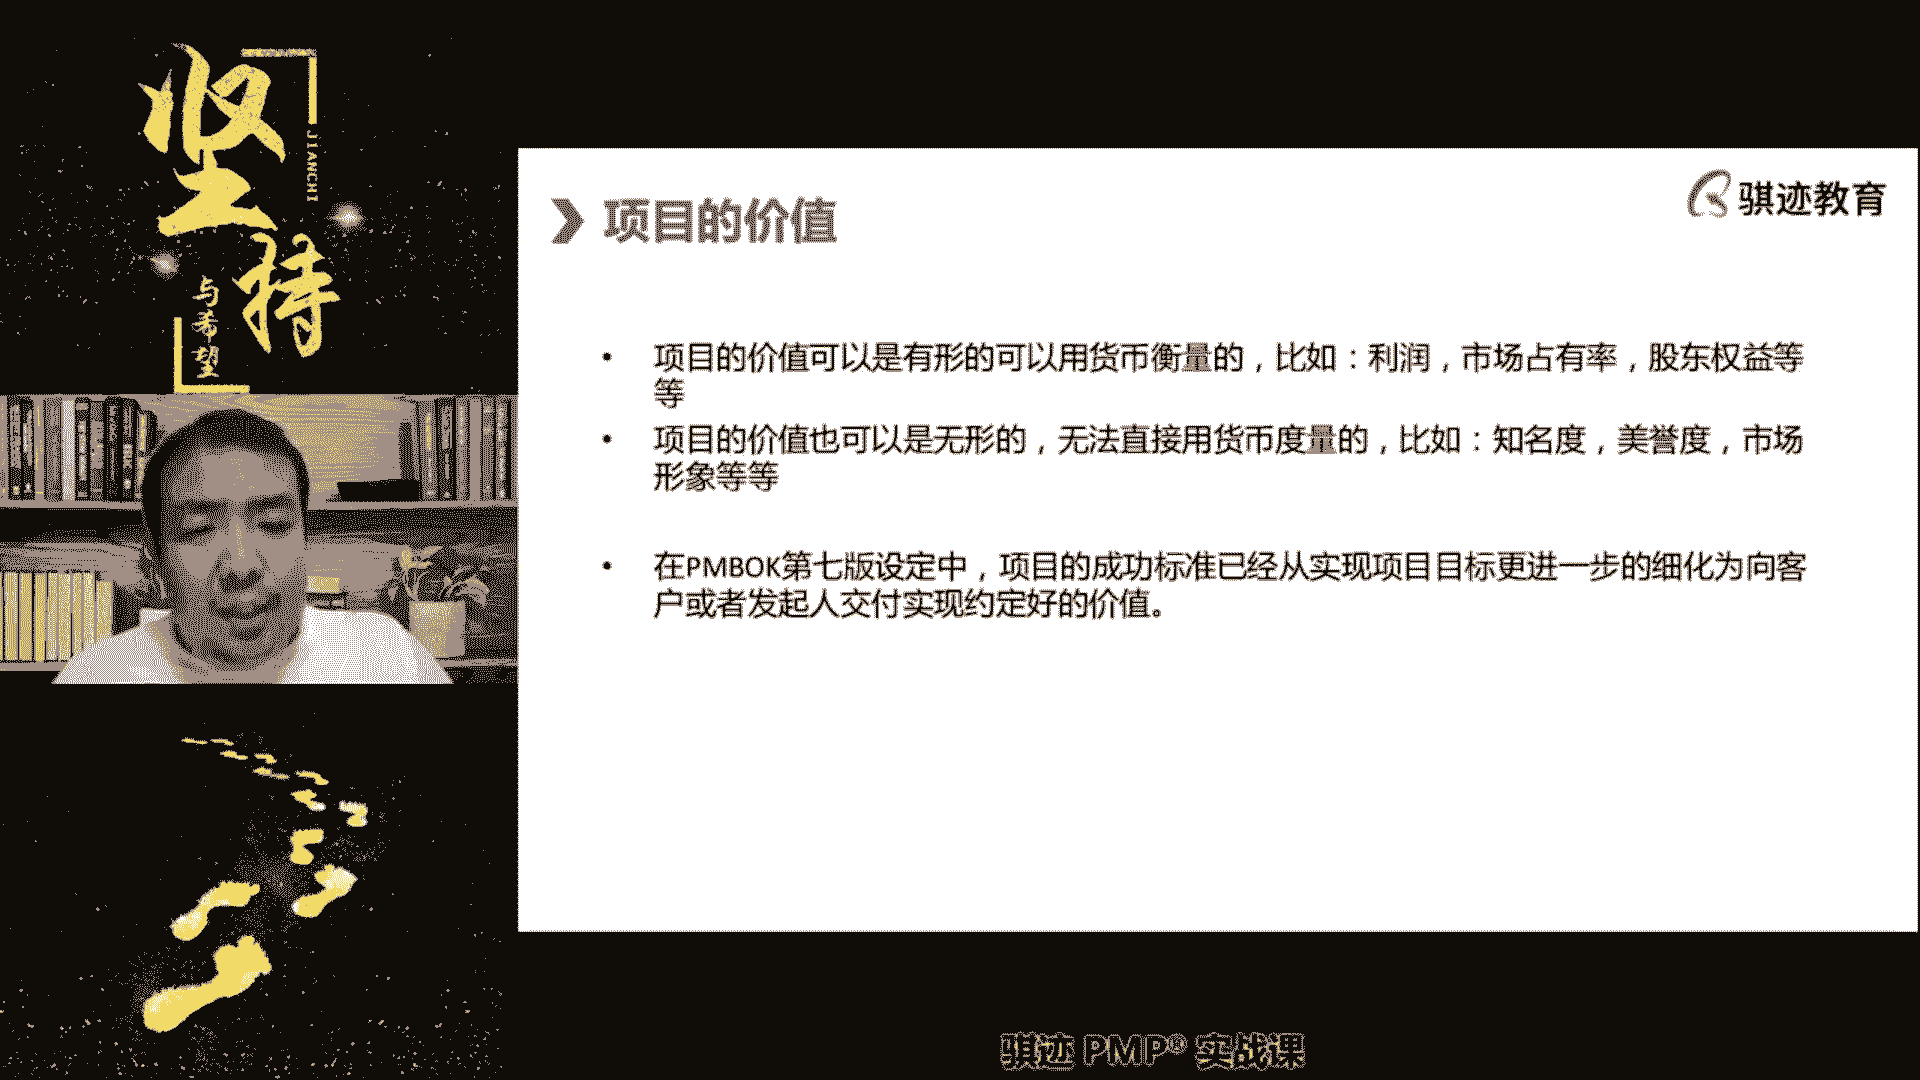 坚持
JIANCHI
与希望
骐迹教育
项目的价值
• 项目的价值可以是有形的可以用货币衡量的，比如：利润，市场占有率，股东权益等
等
• 项目的价值也可以是无形的，无法直接用货币度量的，比如：知名度，美誉度，市场
形象等等
• 在PMBOK第七版设定中，项目的成功标准已经从实现项目目标更进一步的细化为向客
户或者发起人交付实现约定好的价值。
骐迹 PMP® 实战课